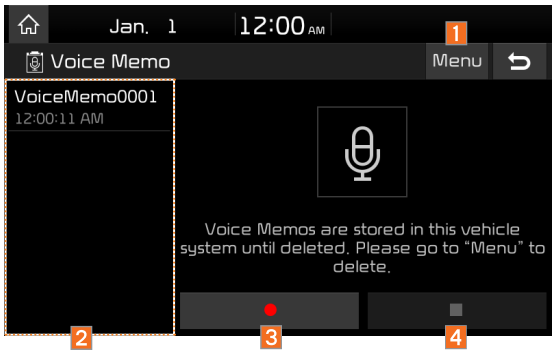 Jan. 1 12:00 AM
1
Voice Memo Menu
VoiceMemo0001
12:00:11 AM
Voice Memos are stored in this vehicle
system until deleted. Please go to “Menu” to
delete.
2 3 4